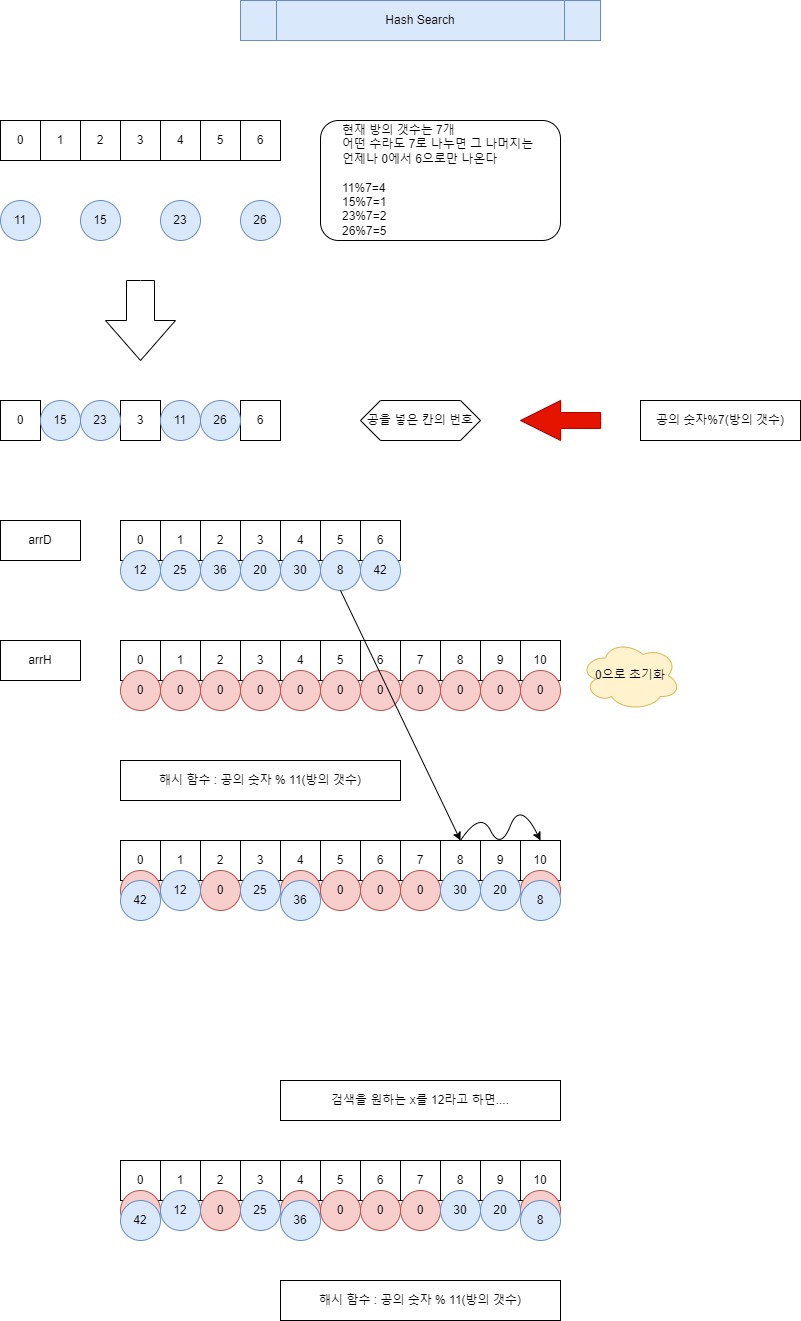 Hash Search
0 1 2 3 4 5 6
현재 방의 갯수는 7개
어떤 수라도 7로 나누면 그 나머지는
언제나 0에서 6으로만 나온다
11%7=4
15%7=1
23%7=2
26%7=5
11 15 23 26
0 15 23 3 11 26 6
공을 넣은 칸의 번호
공의 숫자%7(방의 갯수)
arrD
0 1 2 3 4 5 6
12 25 36 20 30 8 42
arrH
0 1 2 3 4 5 6 7 8 9 10
0 0 0 0 0 0 0 0 0 0 0
0으로 초기화
해시 함수 : 공의 숫자 % 11(방의 갯수)
0 1 2 3 4 5 6 7 8 9 10
42 12 0 25 36 0 0 0 30 20 8
검색을 원하는 x를 12라고 하면....
0 1 2 3 4 5 6 7 8 9 10
42 12 0 25 36 0 0 0 30 20 8
해시 함수 : 공의 숫자 % 11(방의 갯수)